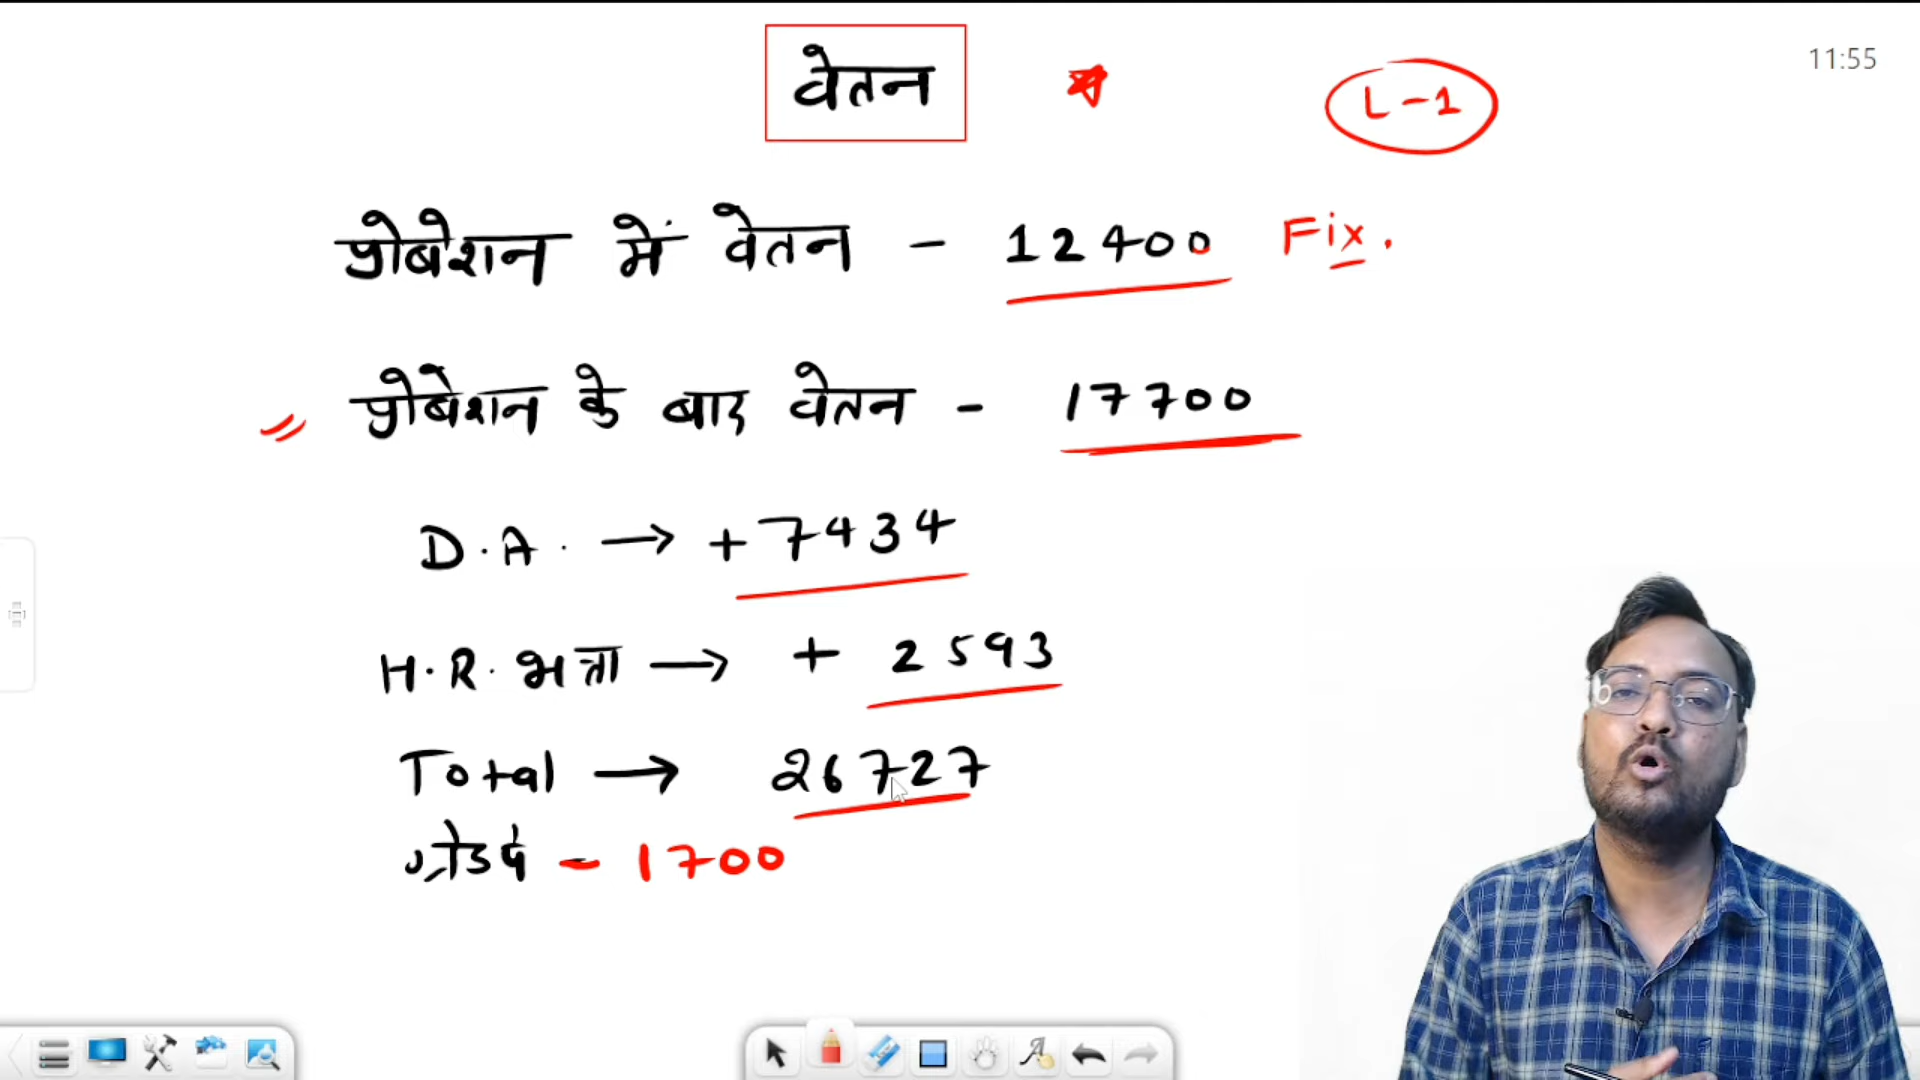 वेतन
L-1
11:55
प्रोबेशन में वेतन - 12400 Fix.
प्रोबेशन के बाद वेतन - 17700
D.A. → +7434
H.R. भत्ता → + 2593
Total → 26727
- 1700